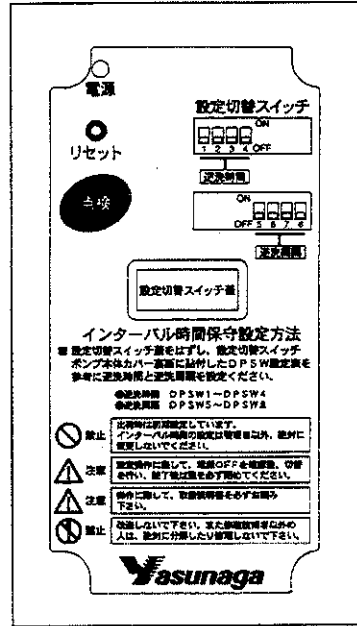 電源
設定切替スイッチ
ON
1 2 3 4 OFF
リセット
逆洗時間
点検
ON
OFF 5 6 7 8
逆洗周期
設定切替スイッチ蓋
インターバル時間保守設定方法
設定切替スイッチ蓋をはずし、設定切替スイッチ
ポンプ本体カバー裏面に貼付したDPSW設定表を
参考に逆洗時間と逆洗周期を設定ください。
●逆洗時間 DPSW1~DPSW4
●逆洗周期 DPSW5~DPSW8
禁止
出荷時は初期設定しています。
インターバル時間の設定は管理者以外、絶対に
変更しないでください。
注意
設定操作に際して、電源OFFを確認後、切替
を行い、終了後は蓋を必ず閉めてください。
注意
操作に際して、取扱説明書を必ずお読み
下さい。
禁止
改造しないで下さい。また修理技術者以外の
人は、絶対に分解したり修理しないで下さい。
Yasunaga